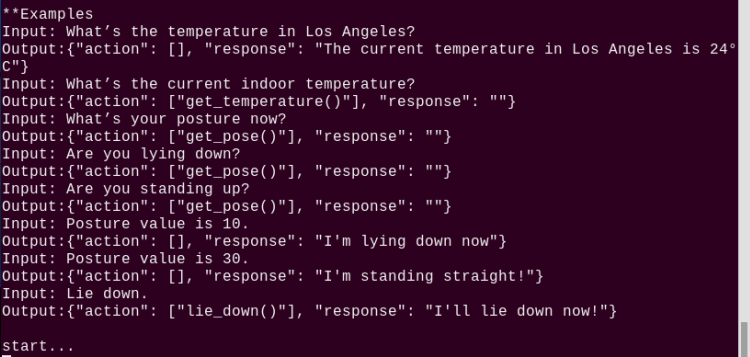 **Examples
Input: What’s the temperature in Los Angeles?
Output:{"action": [], "response": "The current temperature in Los Angeles is 24°
C"}
Input: What’s the current indoor temperature?
Output:{"action": ["get_temperature()"], "response": ""}
Input: What’s your posture now?
Output:{"action": ["get_pose()"], "response": ""}
Input: Are you lying down?
Output:{"action": ["get_pose()"], "response": ""}
Input: Are you standing up?
Output:{"action": ["get_pose()"], "response": ""}
Input: Posture value is 10.
Output:{"action": [], "response": "I'm lying down now"}
Input: Posture value is 30.
Output:{"action": [], "response": "I'm standing straight!"}
Input: Lie down.
Output:{"action": ["lie_down()"], "response": "I'll lie down now!"}
start...